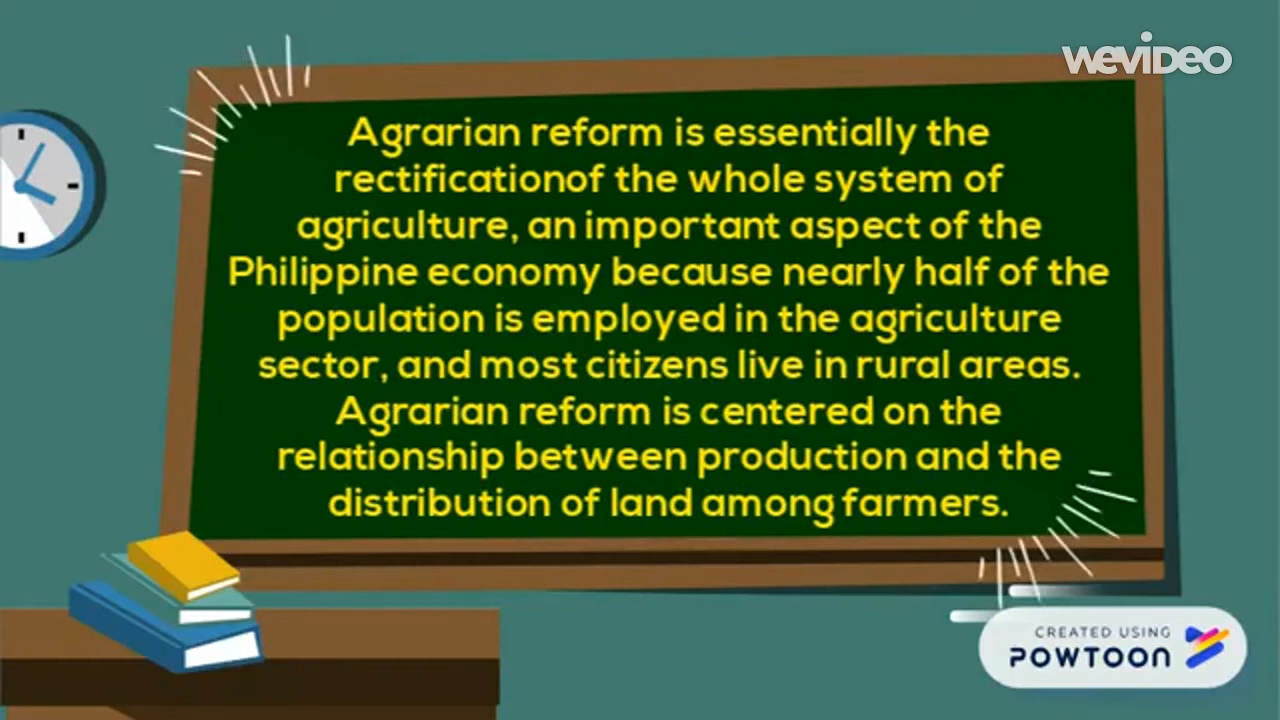 WEVIDEO
Agrarian reform is essentially the
rectificationof the whole system of
agriculture, an important aspect of the
Philippine economy because nearly half of the
population is employed in the agriculture
sector, and most citizens live in rural areas.
Agrarian reform is centered on the
relationship between production and the
distribution of land among farmers.
CREATED USING
POWTOON